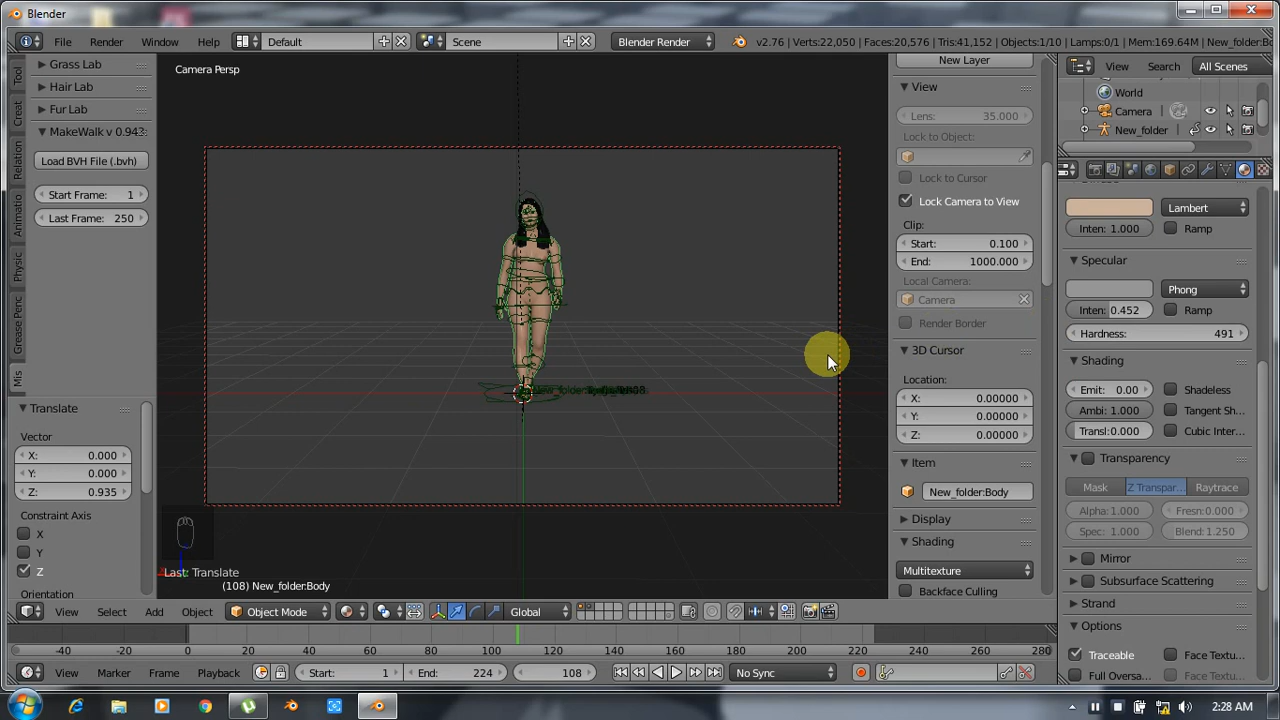 Blender
File
Render
Window
Help
Default
Scene
Blender Render
v2.76 | Verts:22,050 | Faces:20,576 | Tris:41,152 | Objects:1/10 | Lamps:0/1 | Mem:169.64M | New_folder:Bo
Tool
Creat
Relation
Animatio
Physic
Grease Penc
Mis
Grass Lab
Hair Lab
Fur Lab
MakeWalk v 0.943
Load BVH File (.bvh)
Start Frame: 1
Last Frame: 250
Translate
Vector
X: 0.000
Y: 0.000
Z: 0.935
Constraint Axis
X
Y
Z
Orientation
Camera Persp
Last: Translate
(108) New_folder:Body
New Layer
View
Lens: 35.000
Lock to Object:
Lock to Cursor
Lock Camera to View
Clip:
Start: 0.100
End: 1000.000
Local Camera:
Camera
Render Border
3D Cursor
Location:
X: 0.00000
Y: 0.00000
Z: 0.00000
Item
New_folder:Body
Display
Shading
Multitexture
Backface Culling
View
Search
All Scenes
World
Camera
New_folder
Lambert
Inten: 1.000
Ramp
Specular
Phong
Inten: 0.452
Ramp
Hardness: 491
Shading
Emit: 0.00
Shadeless
Ambi: 1.000
Tangent Sh...
Transl:0.000
Cubic Inter...
Transparency
Mask
Z Transpar...
Raytrace
Alpha: 1.000
Fresn:0.000
Spec: 1.000
Blend: 1.250
Mirror
Subsurface Scattering
Strand
Options
Traceable
Face Textu...
Full Oversa...
Face Textu...
View
Select
Add
Object
Object Mode
Global
-40 -20 0 20 40 60 80 100 120 140 160 180 200 220 240 260 280
View
Marker
Frame
Playback
Start: 1
End: 224
108
No Sync
2:28 AM